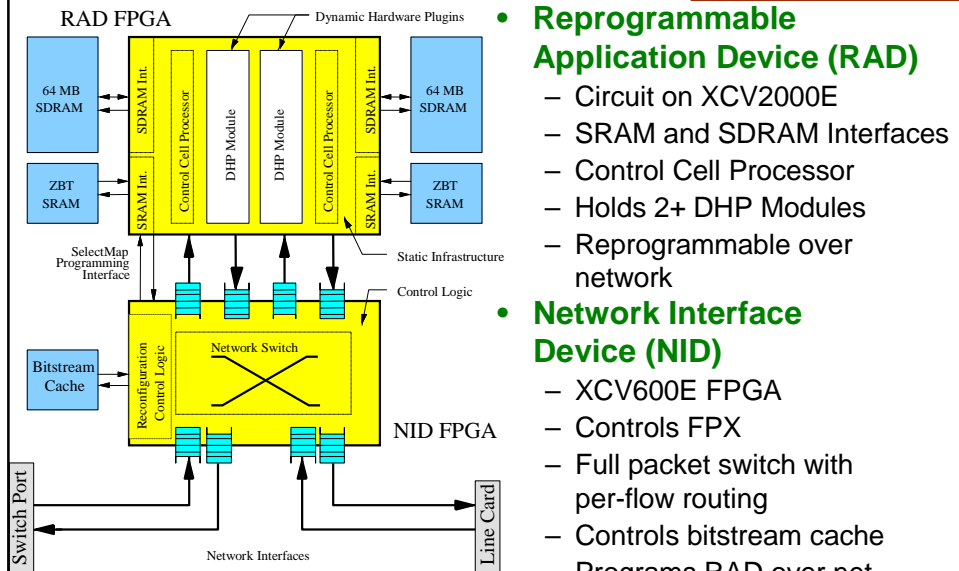 RAD FPGA
Dynamic Hardware Plugins
64 MB
SDRAM
SDRAM Int.
Control Cell Processor
DHP Module
DHP Module
Control Cell Processor
SDRAM Int.
64 MB
SDRAM
ZBT
SRAM
SRAM Int.
SRAM Int.
ZBT
SRAM
SelectMap
Programming
Interface
Static Infrastructure
Control Logic
Bitstream
Cache
Reconfiguration
Control Logic
Network Switch
NID FPGA
Switch Port
Network Interfaces
Line Card
• Reprogrammable
Application Device (RAD)
– Circuit on XCV2000E
– SRAM and SDRAM Interfaces
– Control Cell Processor
– Holds 2+ DHP Modules
– Reprogrammable over
network
• Network Interface
Device (NID)
– XCV600E FPGA
– Controls FPX
– Full packet switch with
per-flow routing
– Controls bitstream cache
– Programs RAD over net